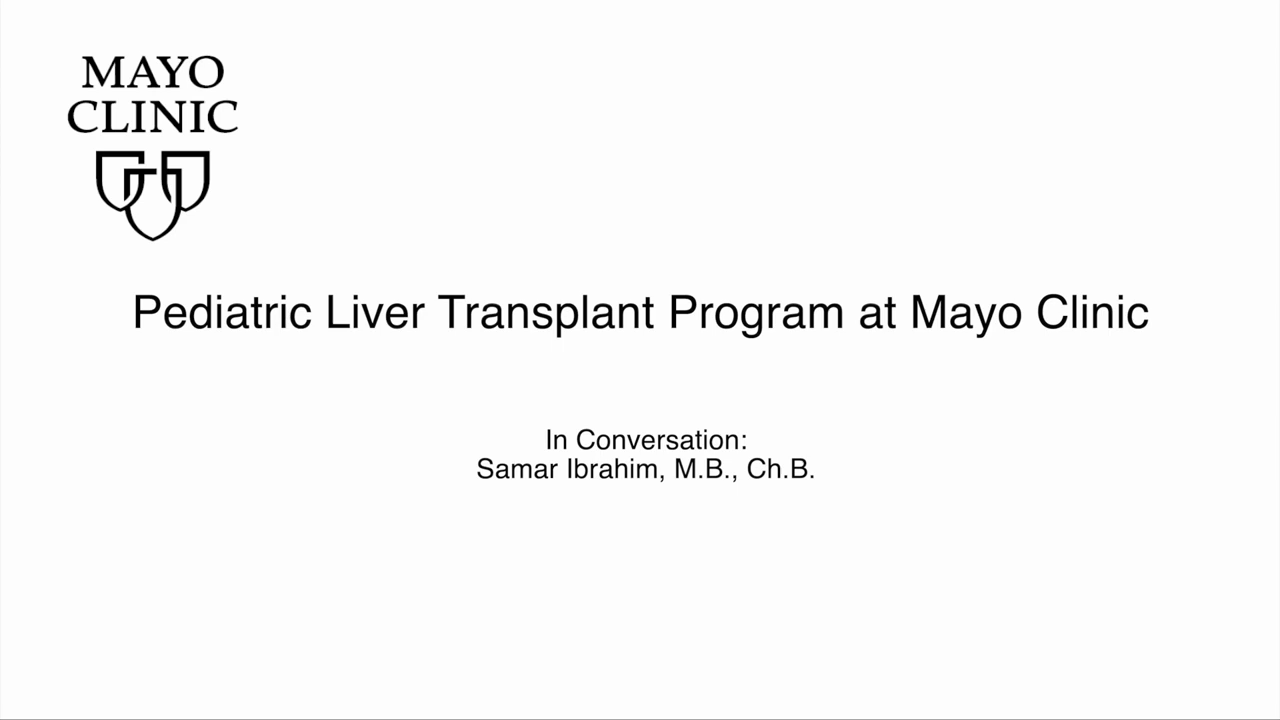 MAYO
CLINIC
Pediatric Liver Transplant Program at Mayo Clinic
In Conversation:
Samar Ibrahim, M.B., Ch.B.